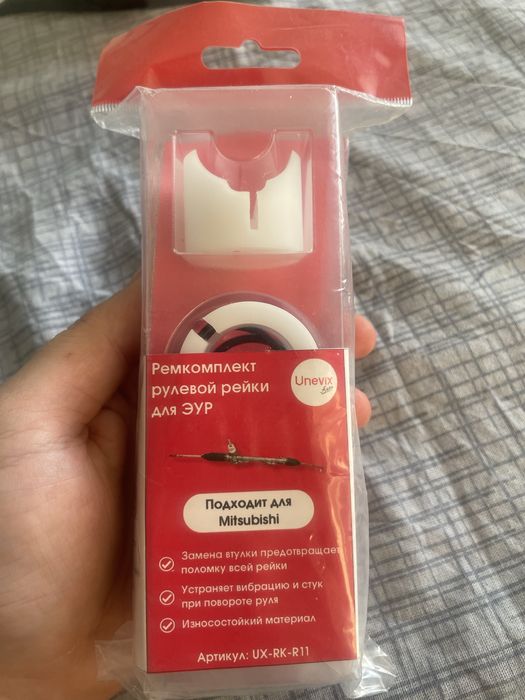 Ремкомплект
рулевой рейки
для ЭУР
Unevix
Подходит для
Mitsubishi
Замена втулки предотвращает
поломку всей рейки
Устраняет вибрацию и стук
при повороте руля
Износостойкий материал
Артикул: UX-RK-R11